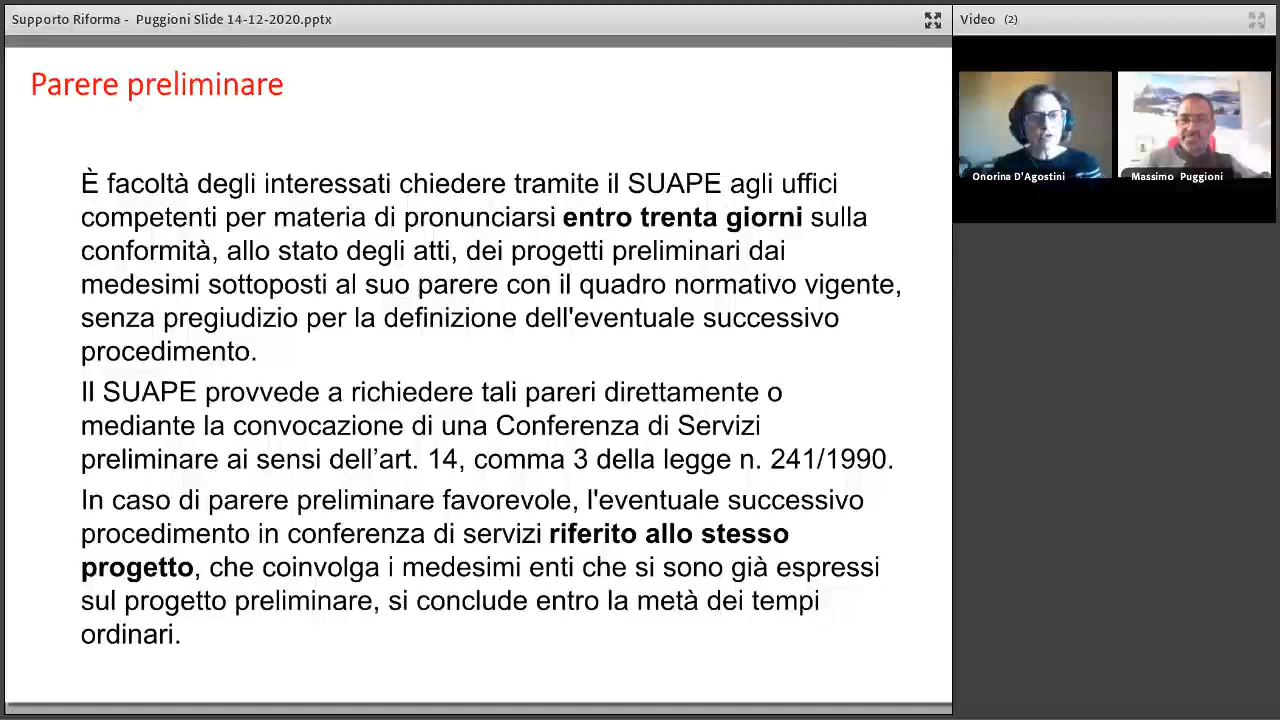 Supporto Riforma - Puggioni Slide 14-12-2020.pptx
Video (2)
Parere preliminare
Onorina D'Agostini
Massimo Puggioni
È facoltà degli interessati chiedere tramite il SUAPE agli uffici
competenti per materia di pronunciarsi entro trenta giorni sulla
conformità, allo stato degli atti, dei progetti preliminari dai
medesimi sottoposti al suo parere con il quadro normativo vigente,
senza pregiudizio per la definizione dell'eventuale successivo
procedimento.
Il SUAPE provvede a richiedere tali pareri direttamente o
mediante la convocazione di una Conferenza di Servizi
preliminare ai sensi dell’art. 14, comma 3 della legge n. 241/1990.
In caso di parere preliminare favorevole, l'eventuale successivo
procedimento in conferenza di servizi riferito allo stesso
progetto, che coinvolga i medesimi enti che si sono già espressi
sul progetto preliminare, si conclude entro la metà dei tempi
ordinari.